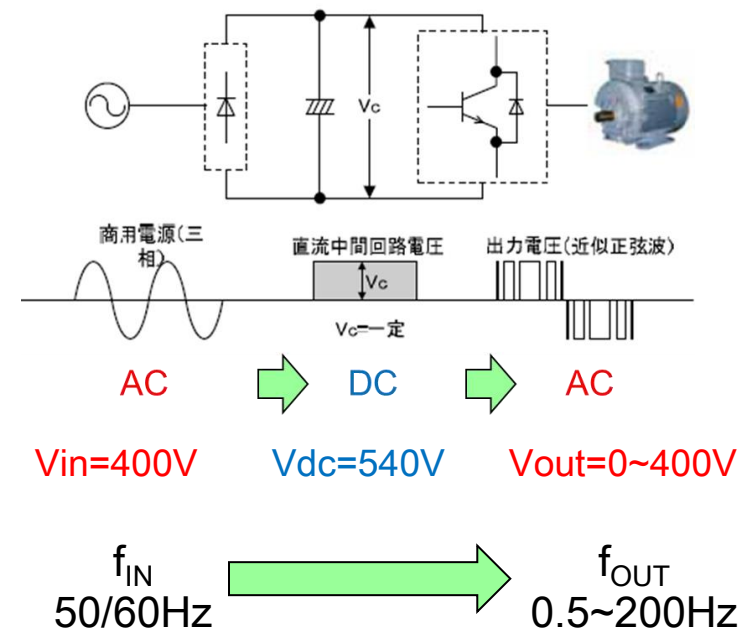 Vc
商用電源(三
相)
直流中間回路電圧
出力電圧(近似正弦波)
Vc
Vc=一定
AC
DC
AC
Vin=400V
Vdc=540V
Vout=0~400V
fIN
fOUT
50/60Hz
0.5~200Hz